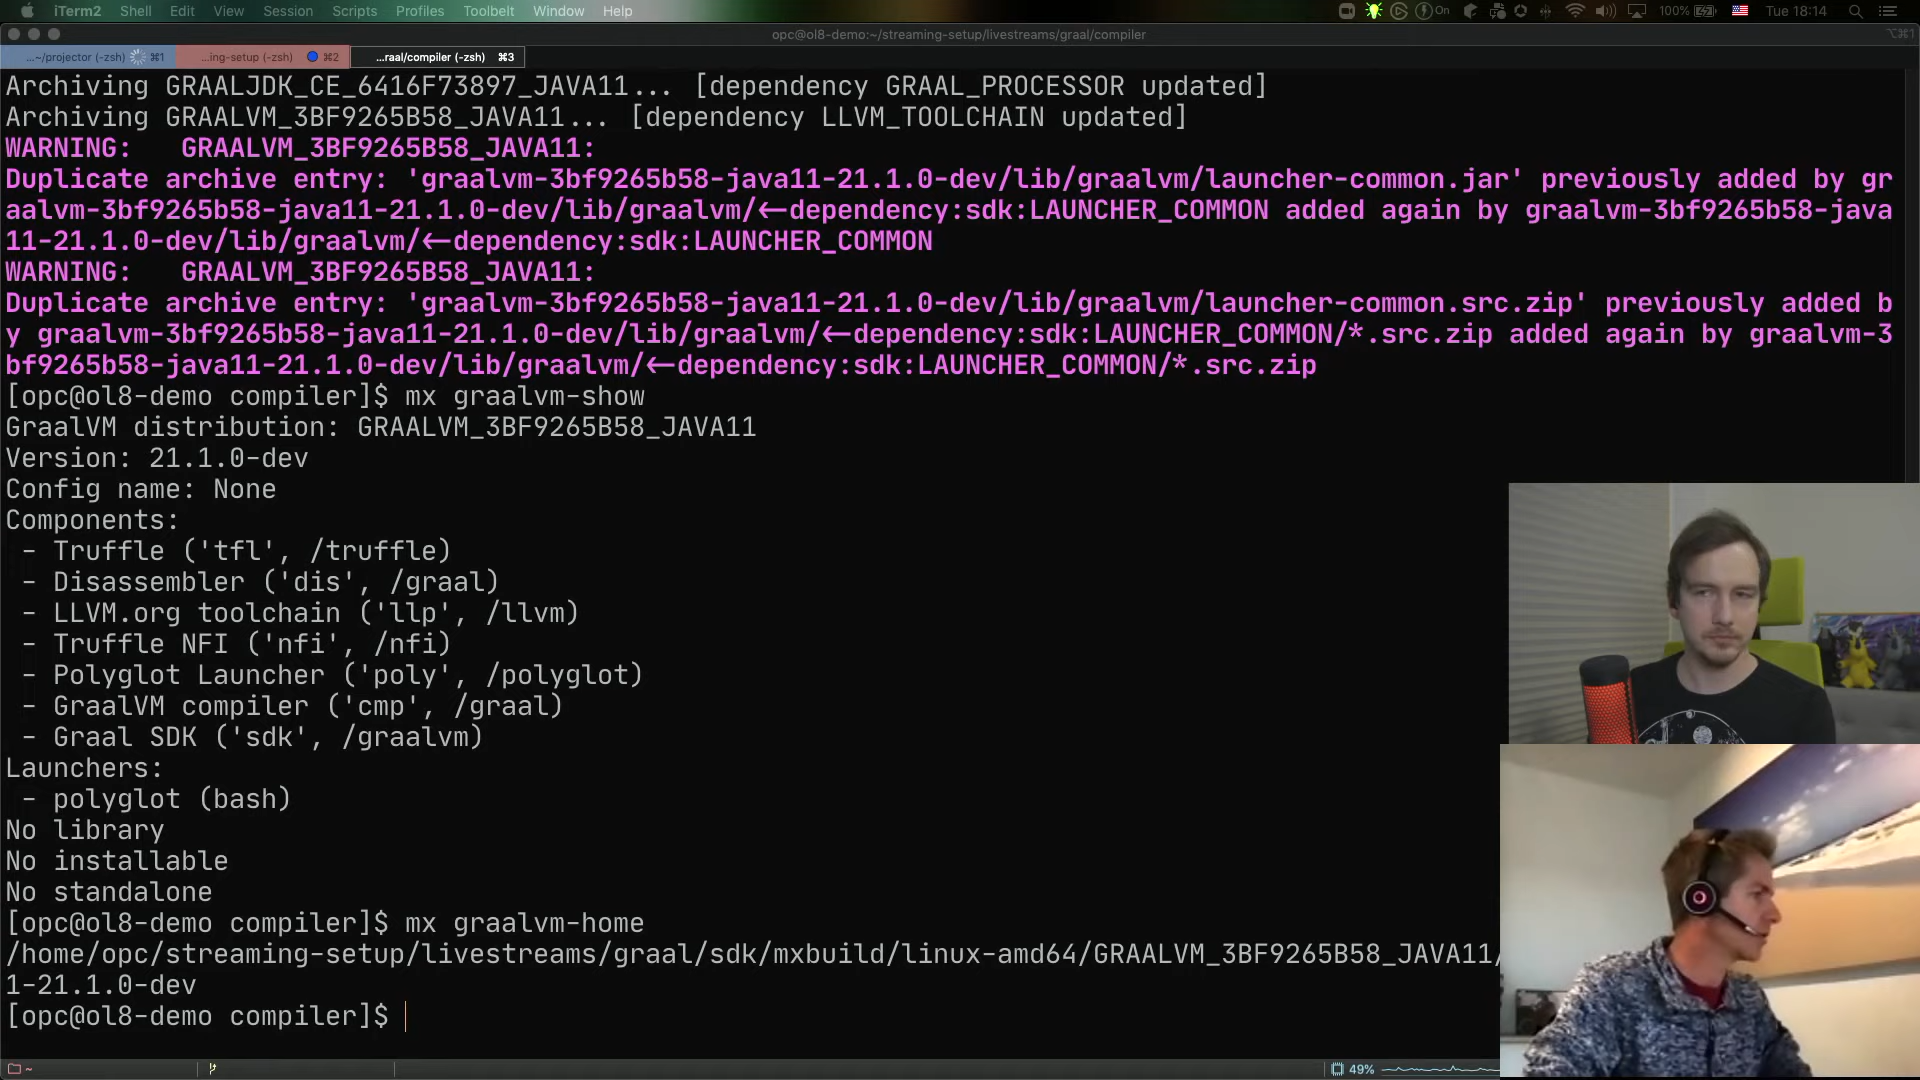 iTerm2 Shell Edit View Session Scripts Profiles Toolbelt Window Help On 100% Tue 18:14
opc@ol8-demo:~/streaming-setup/livestreams/graal/compiler ⌥⌘1
...~/projector (-zsh) ⌘1 ...ing-setup (-zsh) ⌘2 ...raal/compiler (-zsh) ⌘3
Archiving GRAALJDK_CE_6416F73897_JAVA11... [dependency GRAAL_PROCESSOR updated]
Archiving GRAALVM_3BF9265B58_JAVA11... [dependency LLVM_TOOLCHAIN updated]
WARNING: GRAALVM_3BF9265B58_JAVA11:
Duplicate archive entry: 'graalvm-3bf9265b58-java11-21.1.0-dev/lib/graalvm/launcher-common.jar' previously added by gr
aalvm-3bf9265b58-java11-21.1.0-dev/lib/graalvm/<-dependency:sdk:LAUNCHER_COMMON added again by graalvm-3bf9265b58-java
11-21.1.0-dev/lib/graalvm/<-dependency:sdk:LAUNCHER_COMMON
WARNING: GRAALVM_3BF9265B58_JAVA11:
Duplicate archive entry: 'graalvm-3bf9265b58-java11-21.1.0-dev/lib/graalvm/launcher-common.src.zip' previously added b
y graalvm-3bf9265b58-java11-21.1.0-dev/lib/graalvm/<-dependency:sdk:LAUNCHER_COMMON/*.src.zip added again by graalvm-3
bf9265b58-java11-21.1.0-dev/lib/graalvm/<-dependency:sdk:LAUNCHER_COMMON/*.src.zip
[opc@ol8-demo compiler]$ mx graalvm-show
GraalVM distribution: GRAALVM_3BF9265B58_JAVA11
Version: 21.1.0-dev
Config name: None
Components:
- Truffle ('tfl', /truffle)
- Disassembler ('dis', /graal)
- LLVM.org toolchain ('llp', /llvm)
- Truffle NFI ('nfi', /nfi)
- Polyglot Launcher ('poly', /polyglot)
- GraalVM compiler ('cmp', /graal)
- Graal SDK ('sdk', /graalvm)
Launchers:
- polyglot (bash)
No library
No installable
No standalone
[opc@ol8-demo compiler]$ mx graalvm-home
/home/opc/streaming-setup/livestreams/graal/sdk/mxbuild/linux-amd64/GRAALVM_3BF9265B58_JAVA11/
1-21.1.0-dev
[opc@ol8-demo compiler]$
~ 49%